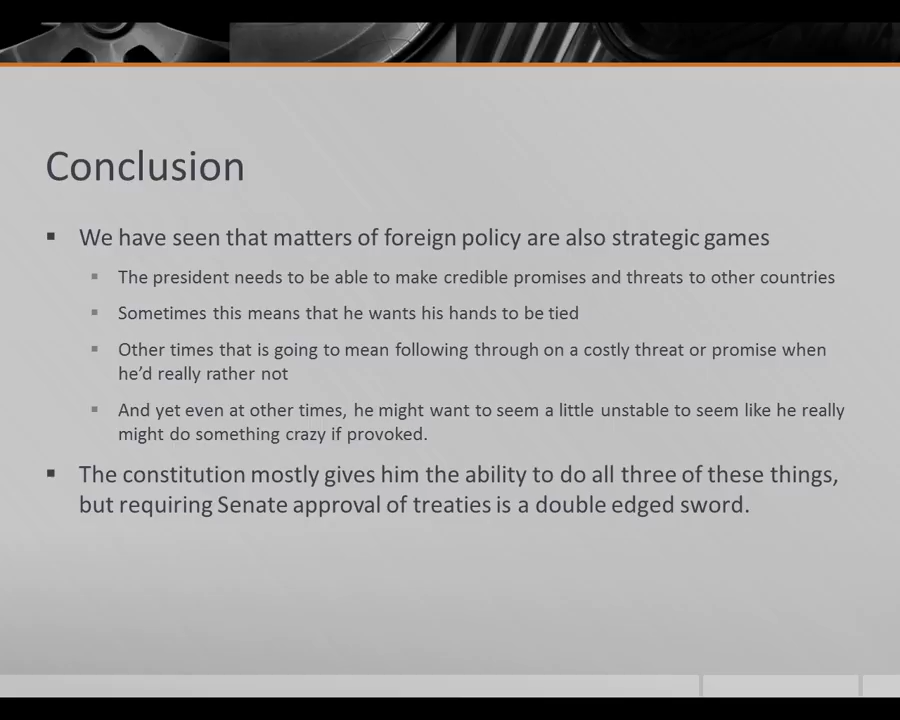 Conclusion
We have seen that matters of foreign policy are also strategic games
The president needs to be able to make credible promises and threats to other countries
Sometimes this means that he wants his hands to be tied
Other times that is going to mean following through on a costly threat or promise when
he'd really rather not
And yet even at other times, he might want to seem a little unstable to seem like he really
might do something crazy if provoked.
The constitution mostly gives him the ability to do all three of these things,
but requiring Senate approval of treaties is a double edged sword.